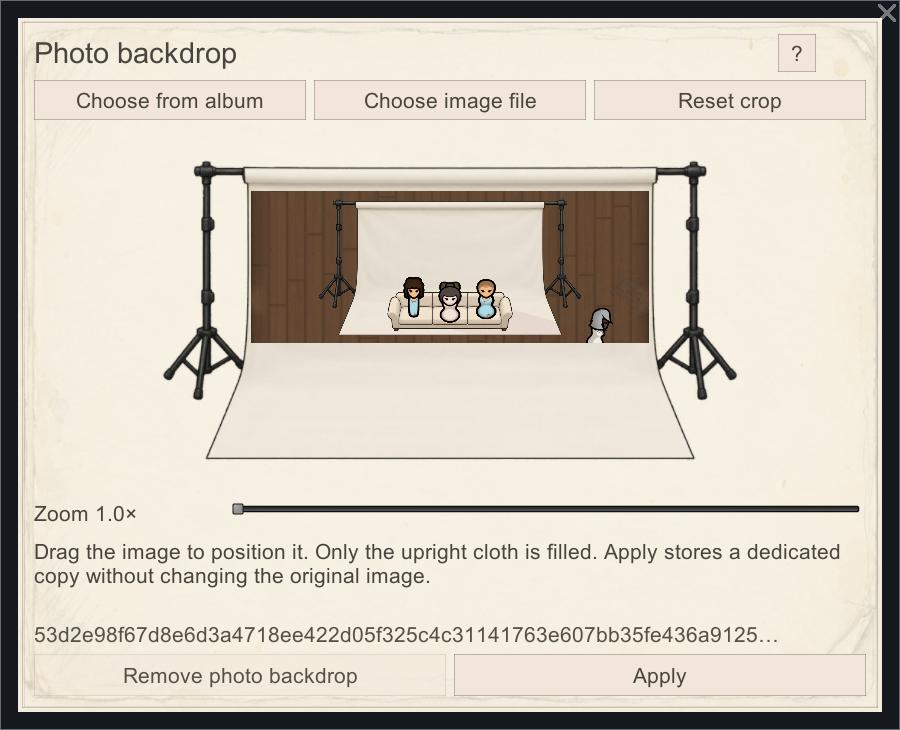 Photo backdrop
?
Choose from album
Choose image file
Reset crop
Zoom 1.0×
Drag the image to position it. Only the upright cloth is filled. Apply stores a dedicated
copy without changing the original image.
53d2e98f67d8e6d3a4718ee422d05f325c4c31141763e607bb35fe436a9125…
Remove photo backdrop
Apply